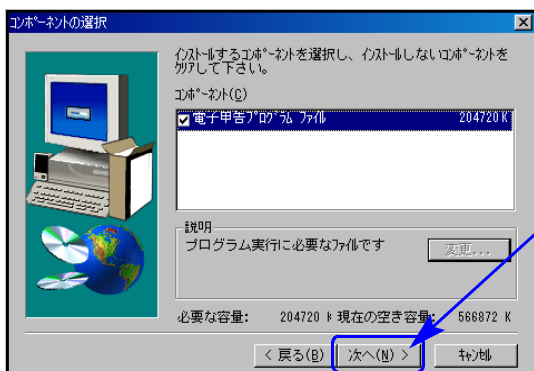 コンポーネントの選択
インストールするコンポーネントを選択し、インストールしないコンポーネントを
クリアして下さい。
コンポーネント(C)
電子申告プログラム ファイル 204720 K
説明
プログラム実行に必要なファイルです
変更...
必要な容量: 204720 K 現在の空き容量: 566872 K
< 戻る(B) 次へ(N) > キャンセル